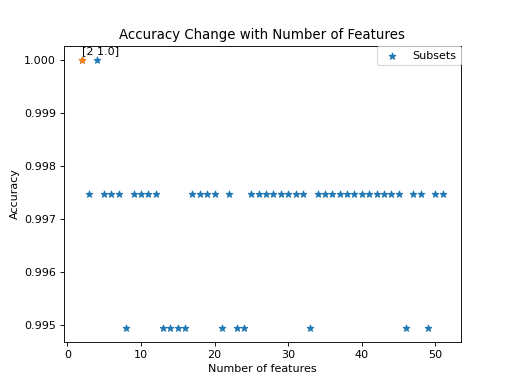 Accuracy Change with Number of Features
[2 1.0]
Subsets
1.000
0.999
0.998
0.997
0.996
0.995
Accuracy
0 10 20 30 40 50
Number of features